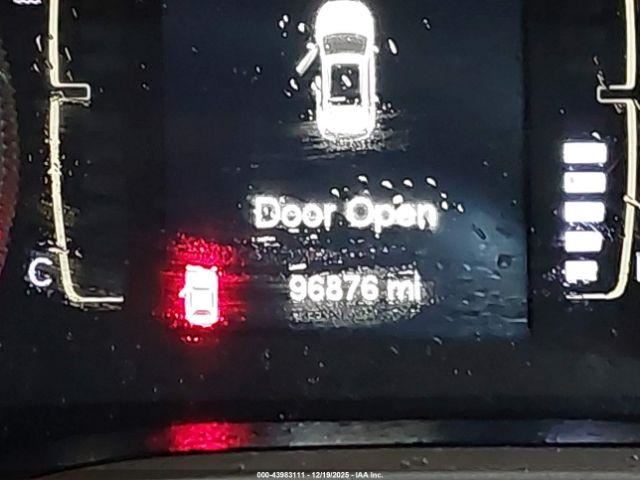 Door Open
C
96876 mi
000-43983111 - 12/19/2025 - IAA Inc.